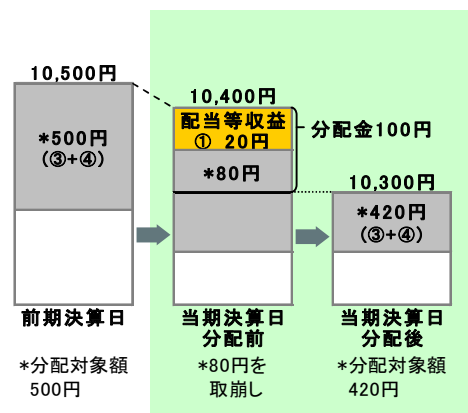 10,500円
*500円
(③+④)
前期決算日
*分配対象額
500円
10,400円
配当等収益
① 20円
*80円
分配金100円
当期決算日
分配前
*80円を
取崩し
10,300円
*420円
(③+④)
当期決算日
分配後
*分配対象額
420円